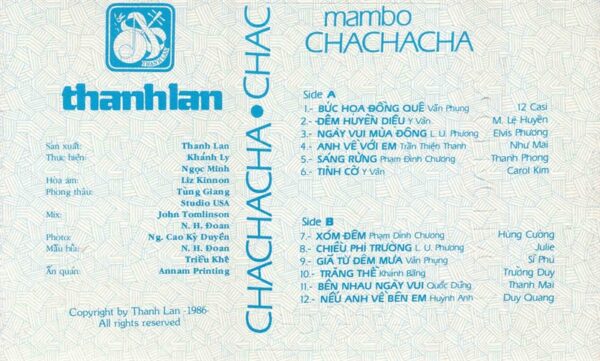 THANH LAN
thanhlan
Sản xuất: Thanh Lan
Thực hiện: Khánh Ly
Ngọc Minh
Hòa âm: Liz Kinnon
Phòng thâu: Tùng Giang
Studio USA
Mix: John Tomlinson
N. H. Đoan
Photo: Ng. Cao Kỳ Duyên
Mẫu bìa: N. H. Đoan
Triều Khê
Ấn quán: Annam Printing
Copyright by Thanh Lan -1986-
All rights reserved
CHACHACHA • CHAC
mambo
CHACHACHA
Side A
1.- BỨC HỌA ĐỒNG QUÊ Văn Phụng 12 Casi
2.- ĐÊM HUYỀN DIỆU Y Vân M. Lệ Huyền
3.- NGÀY VUI MÙA ĐÔNG L. U. Phương Elvis Phương
4.- ANH VỀ VỚI EM Trần Thiện Thanh Như Mai
5.- SÁNG RỪNG Phạm Đình Chương Thanh Phong
6.- TÌNH CỜ Y Vân Carol Kim
Side B
7.- XÓM ĐÊM Phạm Đình Chương Hùng Cường
8.- CHIỀU PHI TRƯỜNG L. U. Phương Julie
9.- GIÃ TỪ ĐÊM MƯA Văn Phụng Sĩ Phú
10.- TRĂNG THỀ Khánh Băng Trường Duy
11.- BÊN NHAU NGÀY VUI Quốc Dũng Thanh Mai
12.- NẾU ANH VỀ BÊN EM Huỳnh Anh Duy Quang